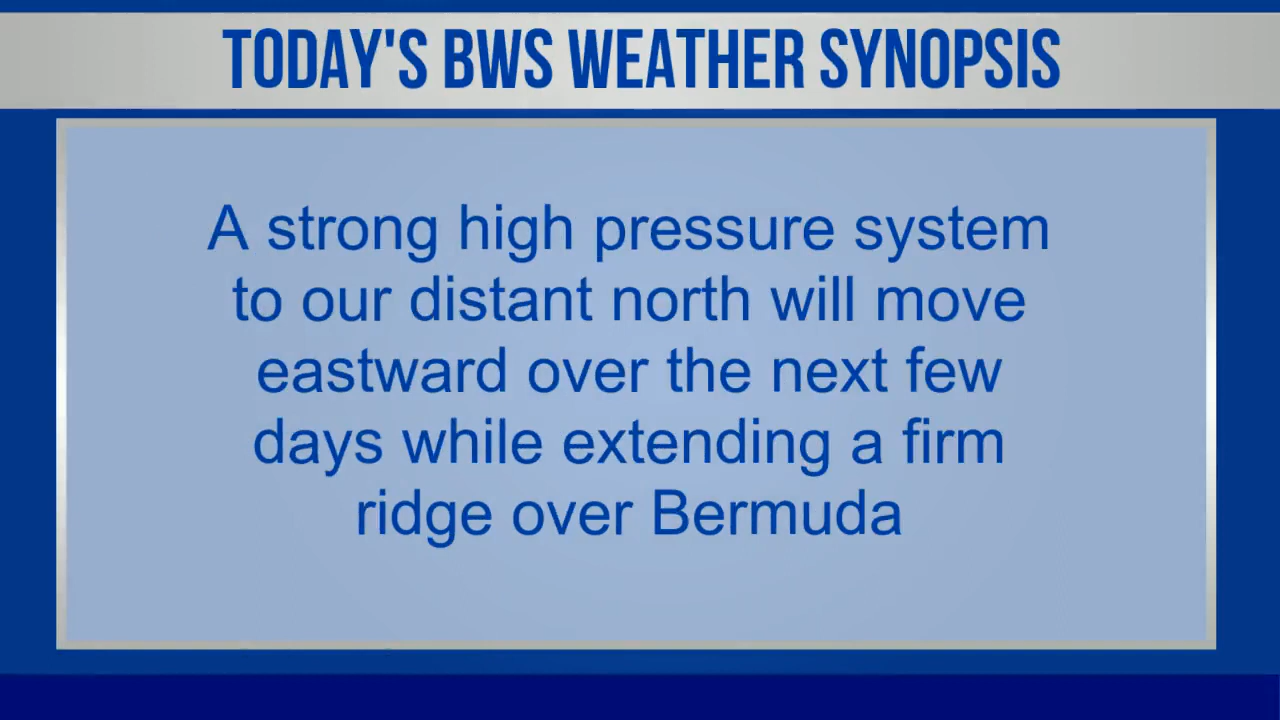 TODAY'S BWS WEATHER SYNOPSIS
A strong high pressure system
to our distant north will move
eastward over the next few
days while extending a firm
ridge over Bermuda